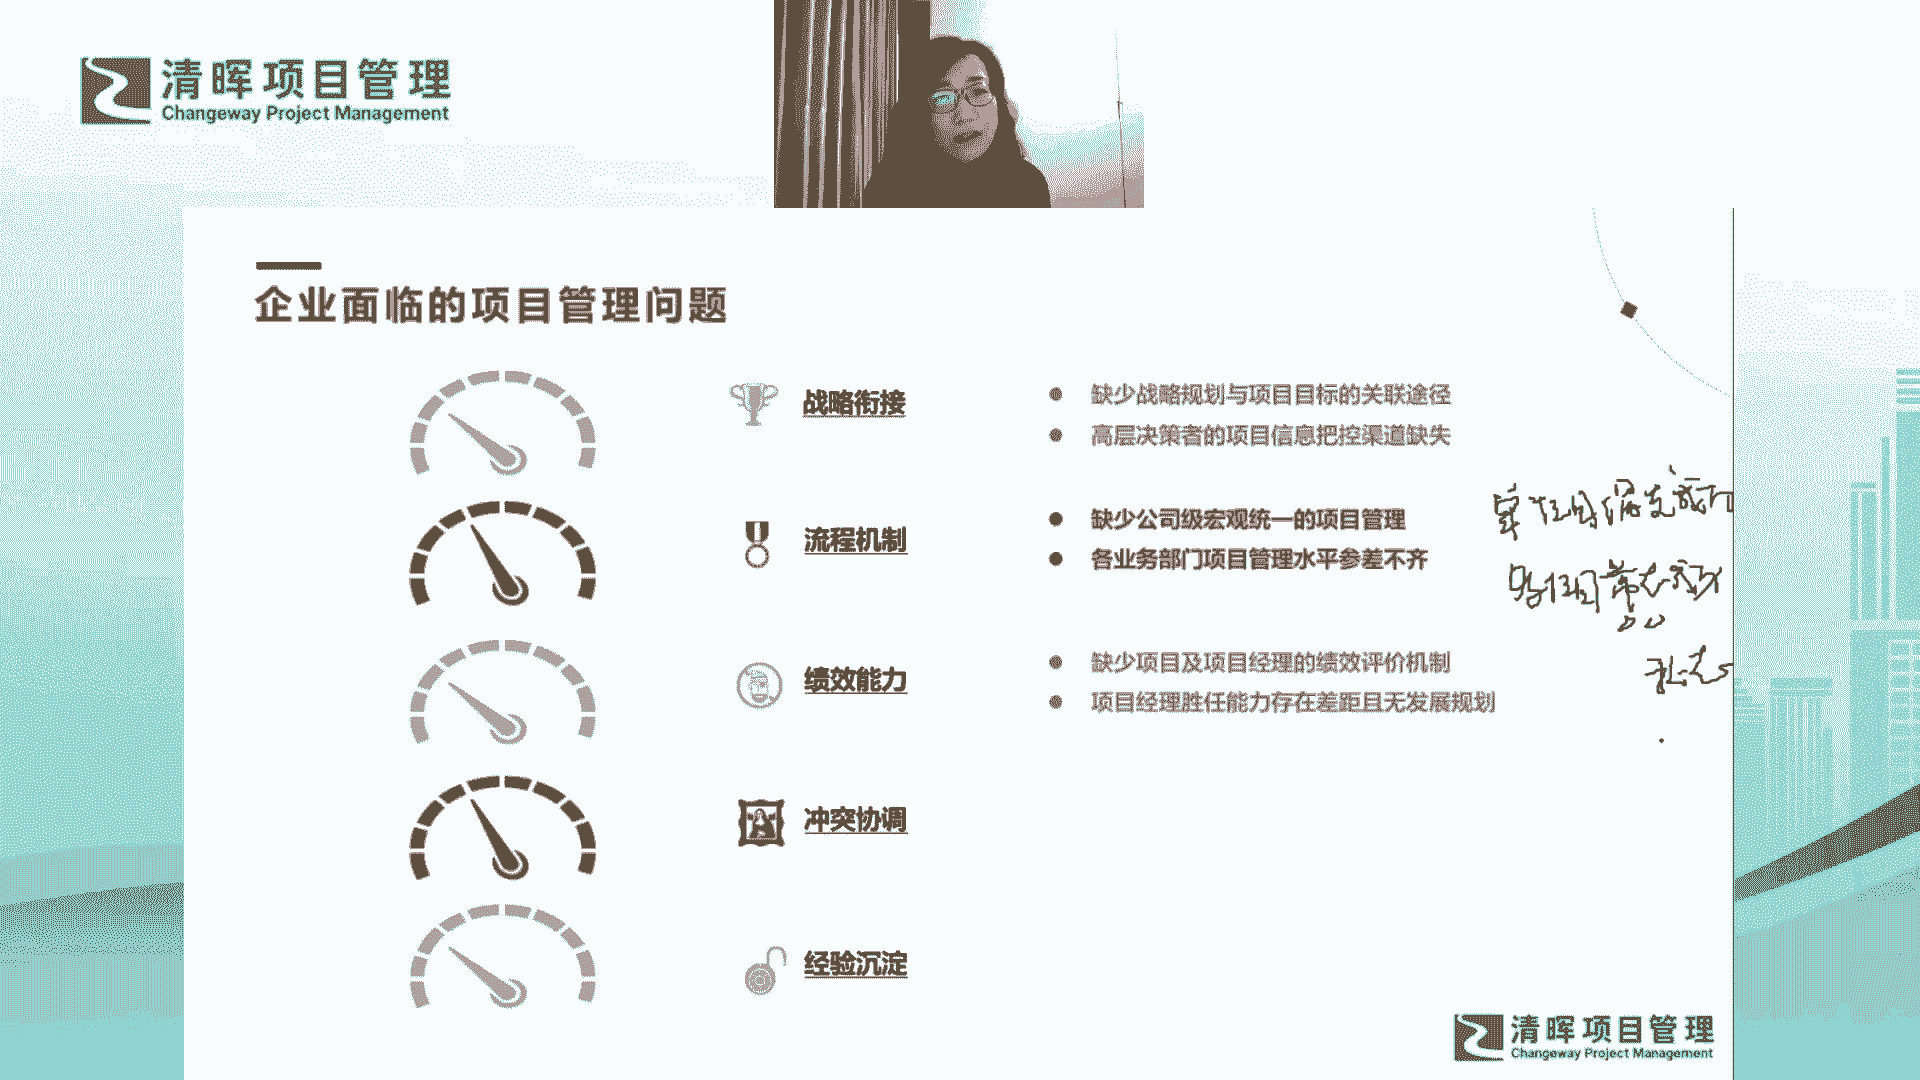 清晖项目管理
Changeway Project Management
企业面临的项目管理问题
战略衔接
缺少战略规划与项目目标的关联途径
高层决策者的项目信息把控渠道缺失
流程机制
缺少公司级宏观统一的项目管理
各业务部门项目管理水平参差不齐
绩效能力
缺少项目及项目经理的绩效评价机制
项目经理胜任能力存在差距且无发展规划
冲突协调
经验沉淀
清晖项目管理
Changeway Project Management